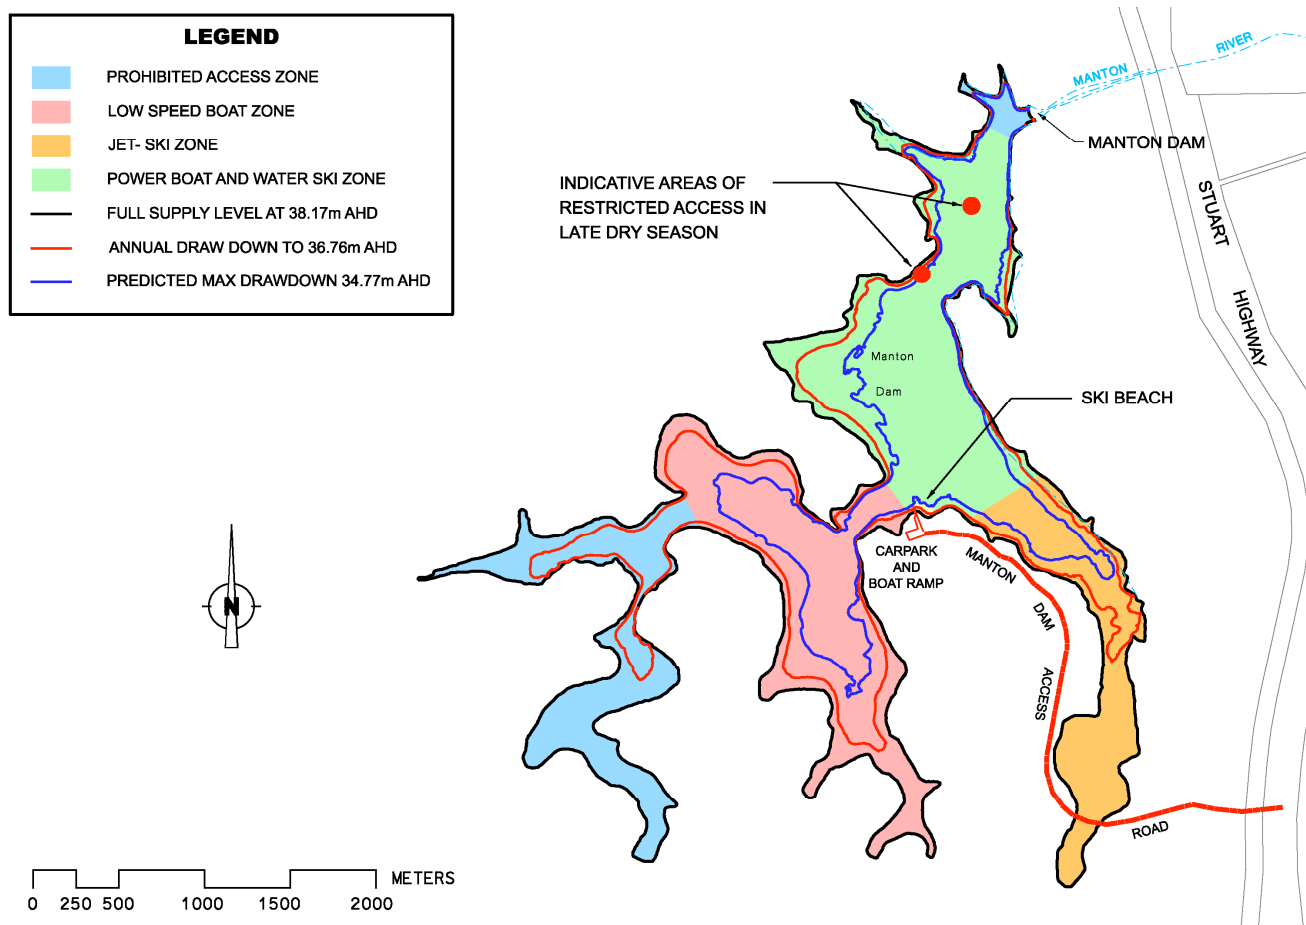 LEGEND
PROHIBITED ACCESS ZONE
LOW SPEED BOAT ZONE
JET- SKI ZONE
POWER BOAT AND WATER SKI ZONE
FULL SUPPLY LEVEL AT 38.17m AHD
ANNUAL DRAW DOWN TO 36.76m AHD
PREDICTED MAX DRAWDOWN 34.77m AHD
MANTON RIVER
MANTON DAM
INDICATIVE AREAS OF
RESTRICTED ACCESS IN
LATE DRY SEASON
STUART HIGHWAY
Manton
Dam
SKI BEACH
CARPARK
AND
BOAT RAMP
MANTON DAM ACCESS ROAD
N
METERS
0 250 500 1000 1500 2000